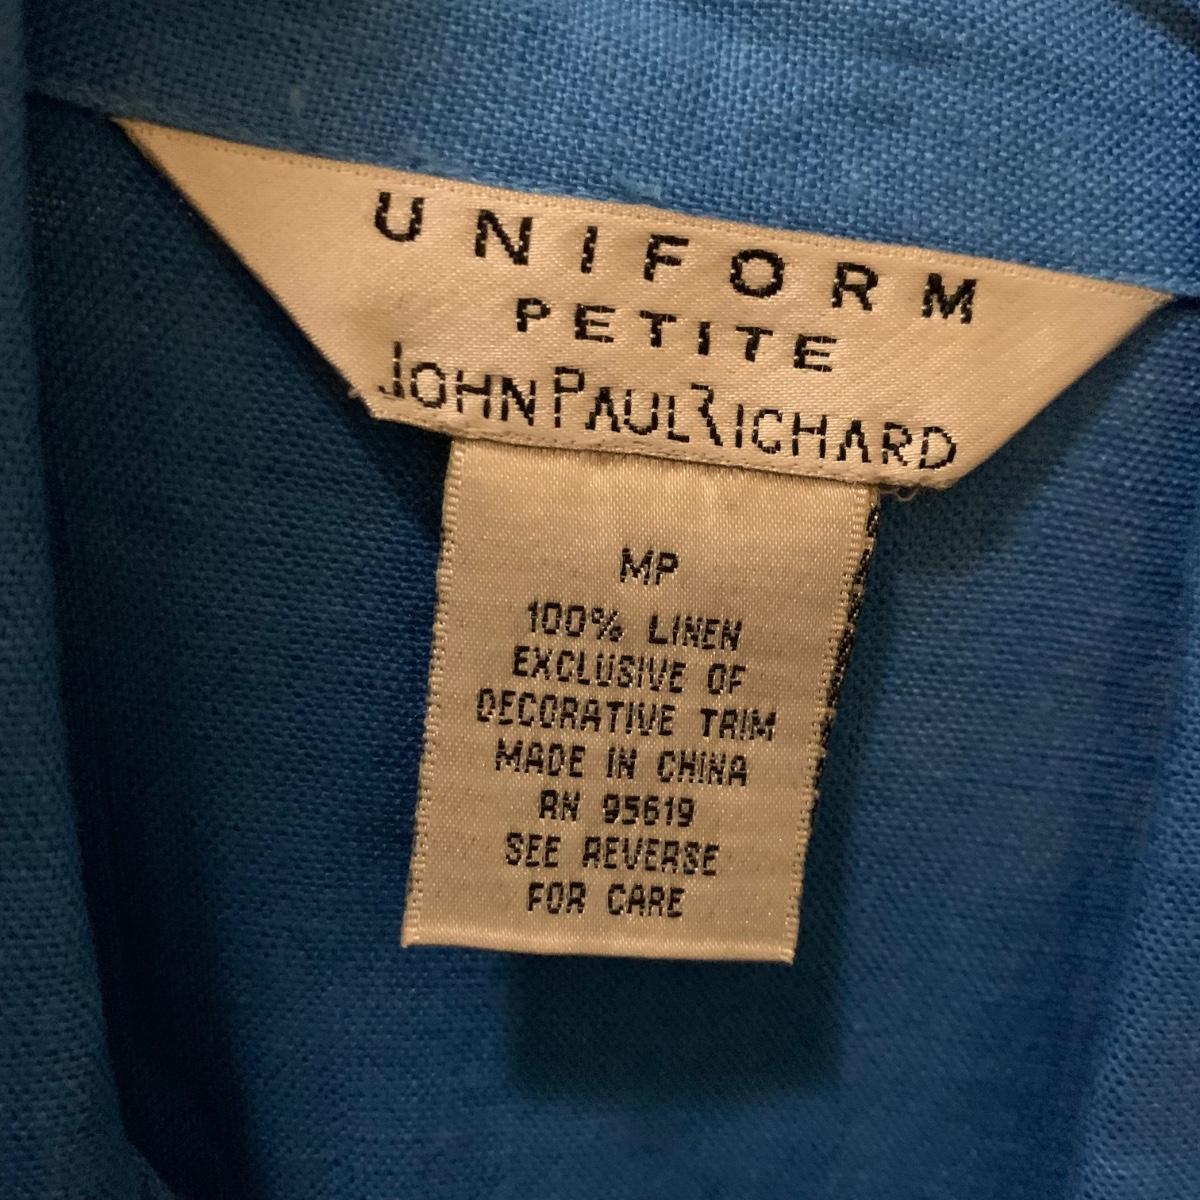 UNIFORM
PETITE
JOHN PAUL RICHARD
MP
100% LINEN
EXCLUSIVE OF
DECORATIVE TRIM
MADE IN CHINA
RN 95619
SEE REVERSE
FOR CARE